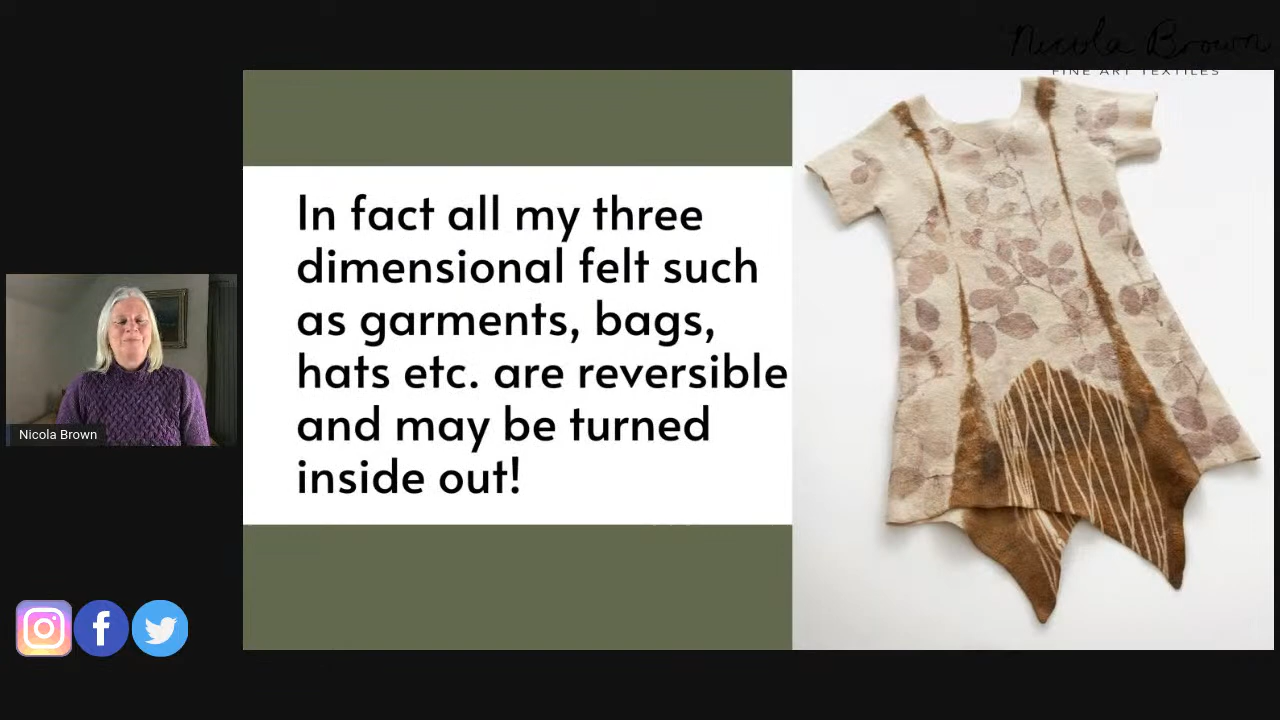 Nicola Brown
FINE ART TEXTILES
In fact all my three
dimensional felt such
as garments, bags,
hats etc. are reversible
and may be turned
inside out!
Nicola Brown